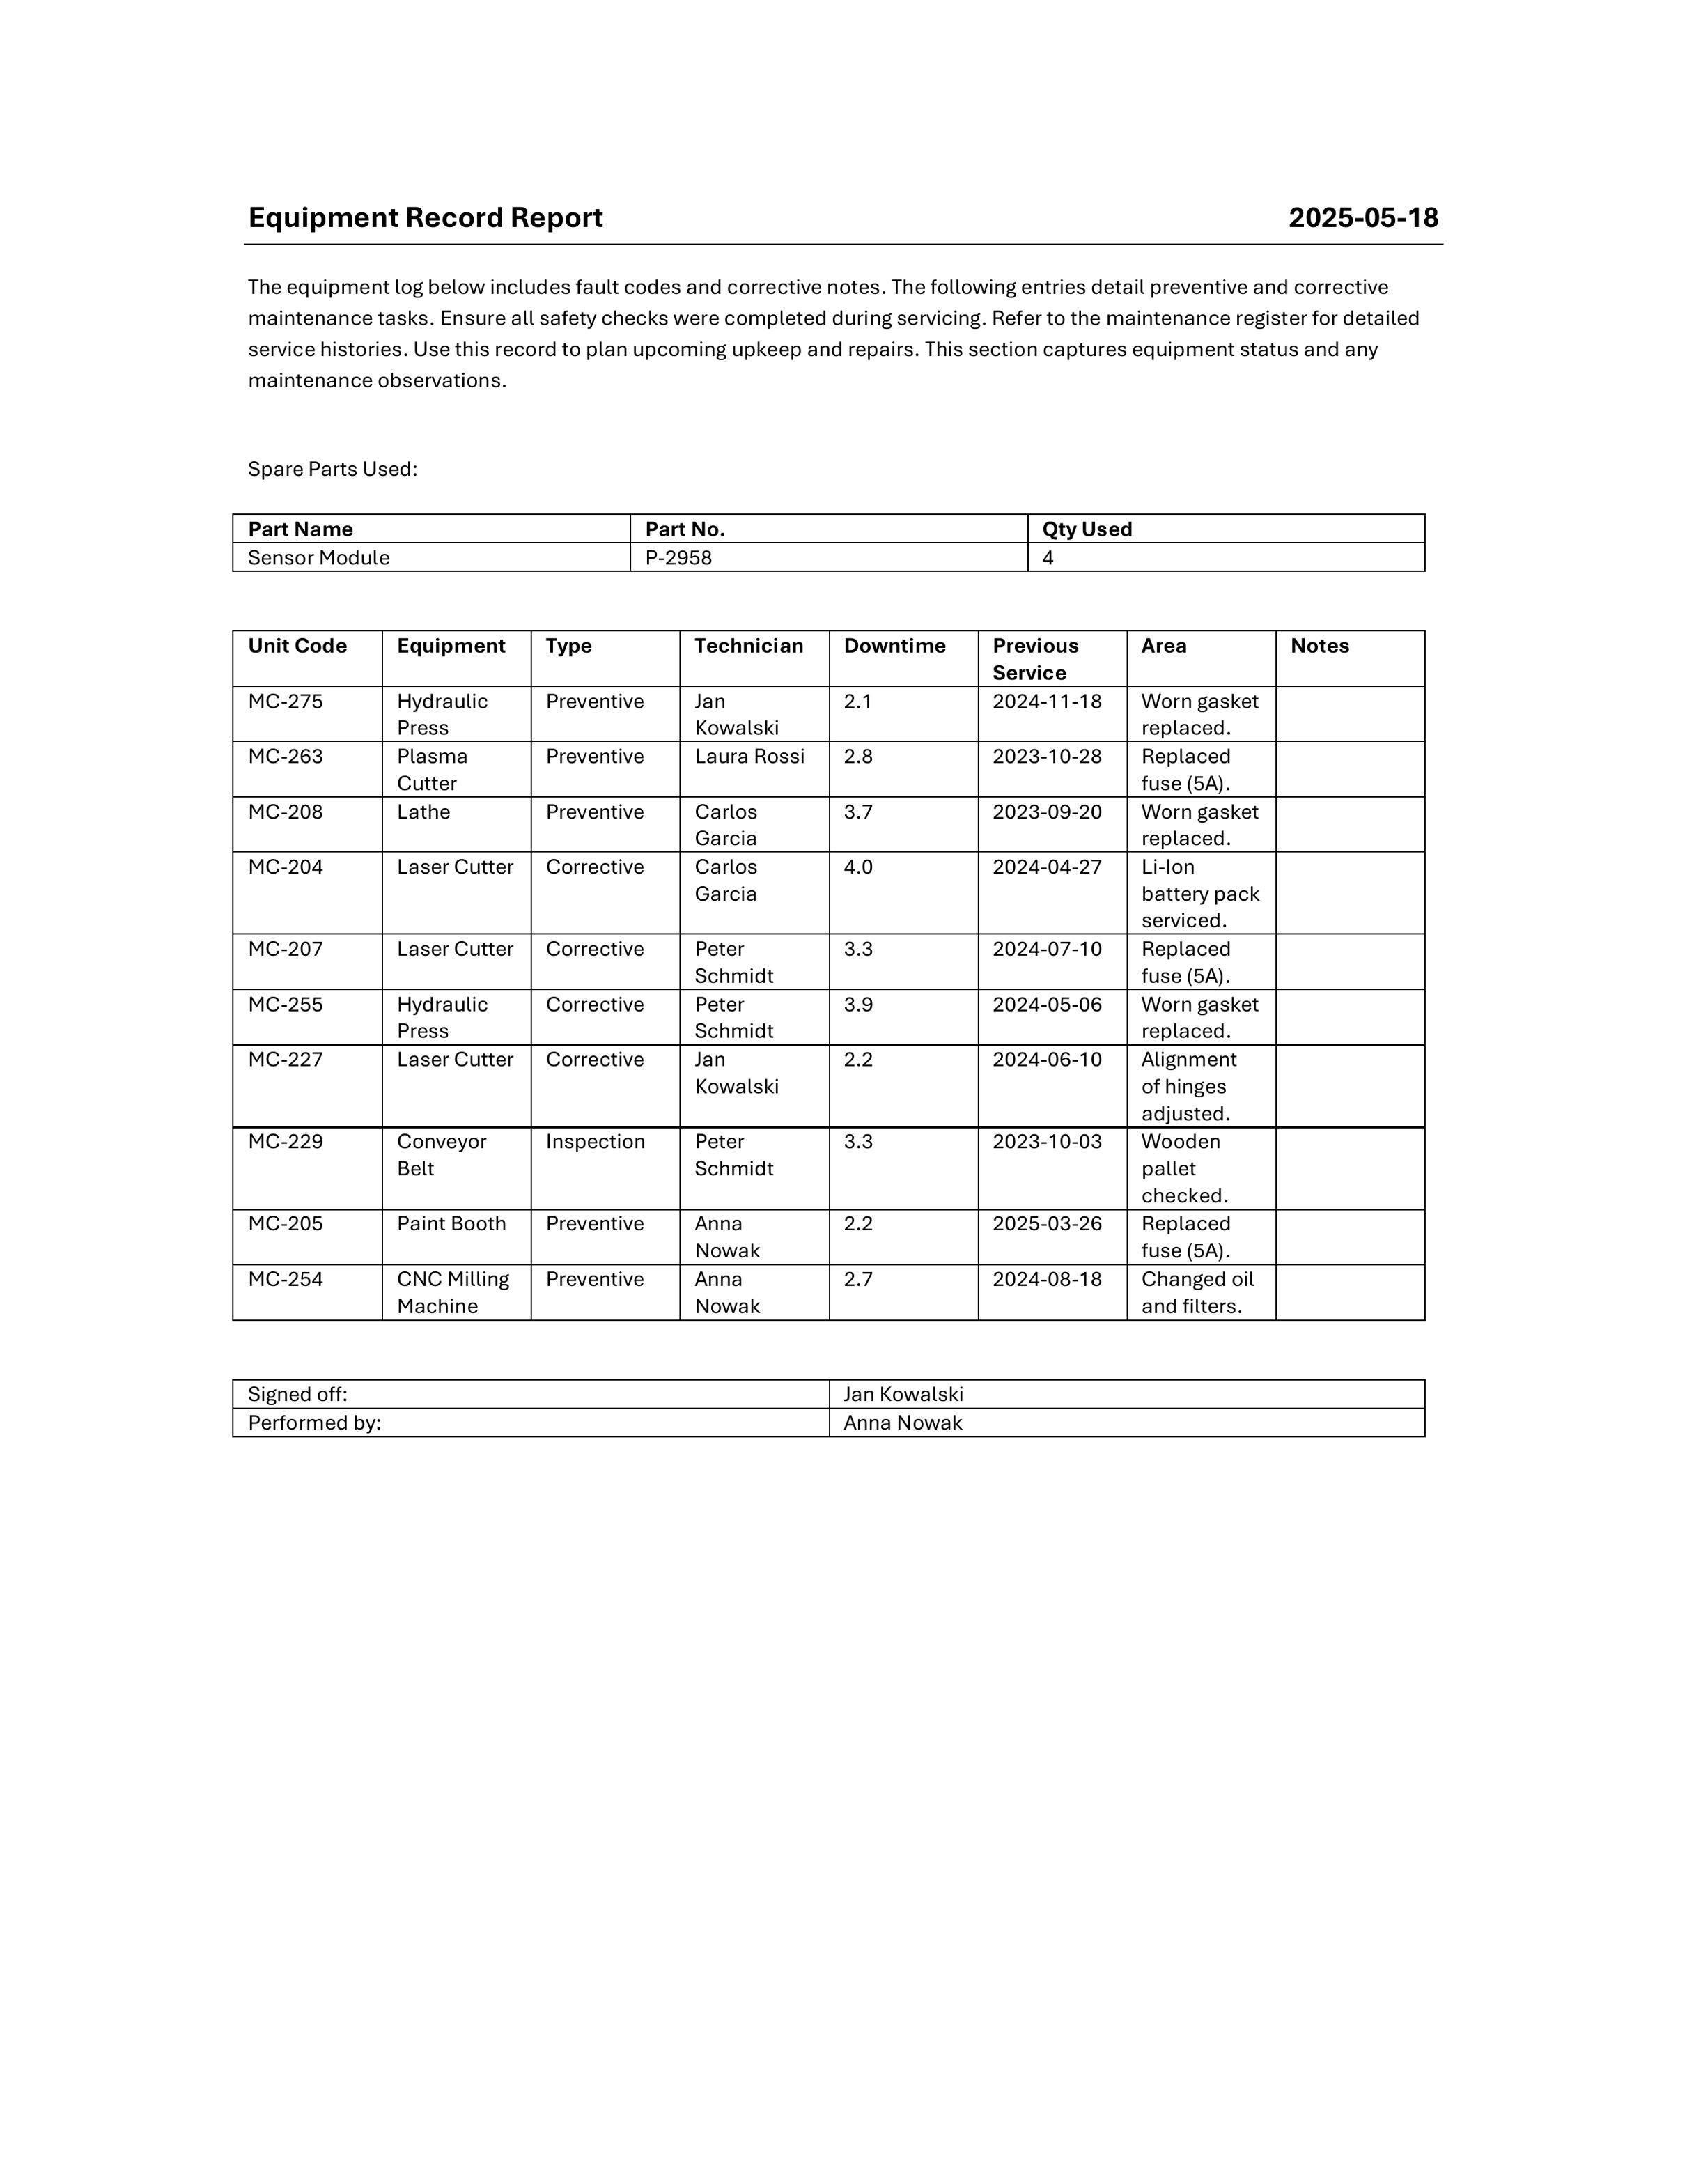 Equipment Record Report 2025-05-18
The equipment log below includes fault codes and corrective notes. The following entries detail preventive and corrective
maintenance tasks. Ensure all safety checks were completed during servicing. Refer to the maintenance register for detailed
service histories. Use this record to plan upcoming upkeep and repairs. This section captures equipment status and any
maintenance observations.
Spare Parts Used:
Part Name Part No. Qty Used
Sensor Module P-2958 4
Unit Code Equipment Type Technician Downtime Previous Area Notes
Service
MC-275 Hydraulic Preventive Jan 2.1 2024-11-18 Worn gasket
Press Kowalski replaced.
MC-263 Plasma Preventive Laura Rossi 2.8 2023-10-28 Replaced
Cutter fuse (5A).
MC-208 Lathe Preventive Carlos 3.7 2023-09-20 Worn gasket
Garcia replaced.
MC-204 Laser Cutter Corrective Carlos 4.0 2024-04-27 Li-Ion
Garcia battery pack
serviced.
MC-207 Laser Cutter Corrective Peter 3.3 2024-07-10 Replaced
Schmidt fuse (5A).
MC-255 Hydraulic Corrective Peter 3.9 2024-05-06 Worn gasket
Press Schmidt replaced.
MC-227 Laser Cutter Corrective Jan 2.2 2024-06-10 Alignment
Kowalski of hinges
adjusted.
MC-229 Conveyor Inspection Peter 3.3 2023-10-03 Wooden
Belt Schmidt pallet
checked.
MC-205 Paint Booth Preventive Anna 2.2 2025-03-26 Replaced
Nowak fuse (5A).
MC-254 CNC Milling Preventive Anna 2.7 2024-08-18 Changed oil
Machine Nowak and filters.
Signed off: Jan Kowalski
Performed by: Anna Nowak